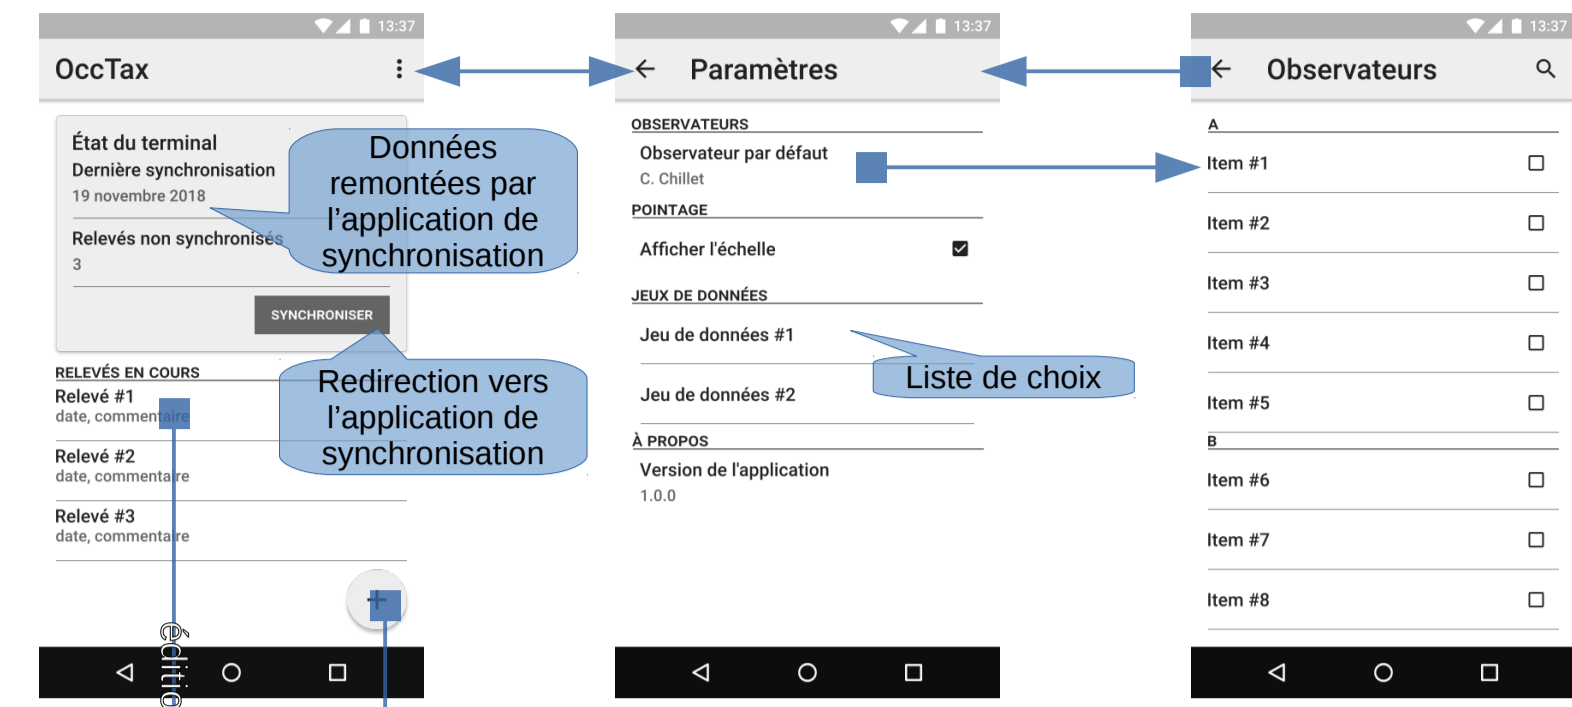 13:37
OccTax
État du terminal
Dernière synchronisation
19 novembre 2018
Relevés non synchronisés
3
SYNCHRONISER
Données
remontées par
l’application de
synchronisation
Redirection vers
l’application de
synchronisation
RELEVÉS EN COURS
Relevé #1
date, commentaire
Relevé #2
date, commentaire
Relevé #3
date, commentaire
+
éditio
13:37
Paramètres
OBSERVATEURS
Observateur par défaut
C. Chillet
POINTAGE
Afficher l'échelle
JEUX DE DONNÉES
Jeu de données #1
Liste de choix
Jeu de données #2
À PROPOS
Version de l'application
1.0.0
13:37
Observateurs
A
Item #1
Item #2
Item #3
Item #4
Item #5
B
Item #6
Item #7
Item #8